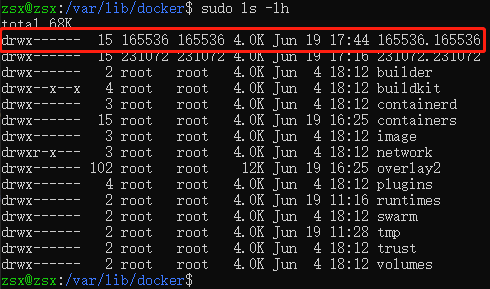 zsx@zsx:/var/lib/docker$ sudo ls -lh
total 68K
drwx------ 15 165536 165536 4.0K Jun 19 17:44 165536.165536
drwx------ 15 231072 231072 4.0K Jun 19 17:16 231072.231072
drwx------ 2 root root 4.0K Jun 4 18:12 builder
drwx--x--x 4 root root 4.0K Jun 4 18:12 buildkit
drwx------ 3 root root 4.0K Jun 4 18:12 containerd
drwx------ 15 root root 4.0K Jun 19 16:25 containers
drwx------ 3 root root 4.0K Jun 4 18:12 image
drwxr-x--- 3 root root 4.0K Jun 4 18:12 network
drwx------ 102 root root 12K Jun 19 16:25 overlay2
drwx------ 4 root root 4.0K Jun 4 18:12 plugins
drwx------ 2 root root 4.0K Jun 19 11:16 runtimes
drwx------ 2 root root 4.0K Jun 4 18:12 swarm
drwx------ 2 root root 4.0K Jun 19 11:28 tmp
drwx------ 2 root root 4.0K Jun 4 18:12 trust
drwx------ 2 root root 4.0K Jun 4 18:12 volumes
zsx@zsx:/var/lib/docker$